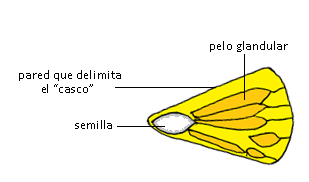 pelo glandular
pared que delimita
el “casco”
semilla